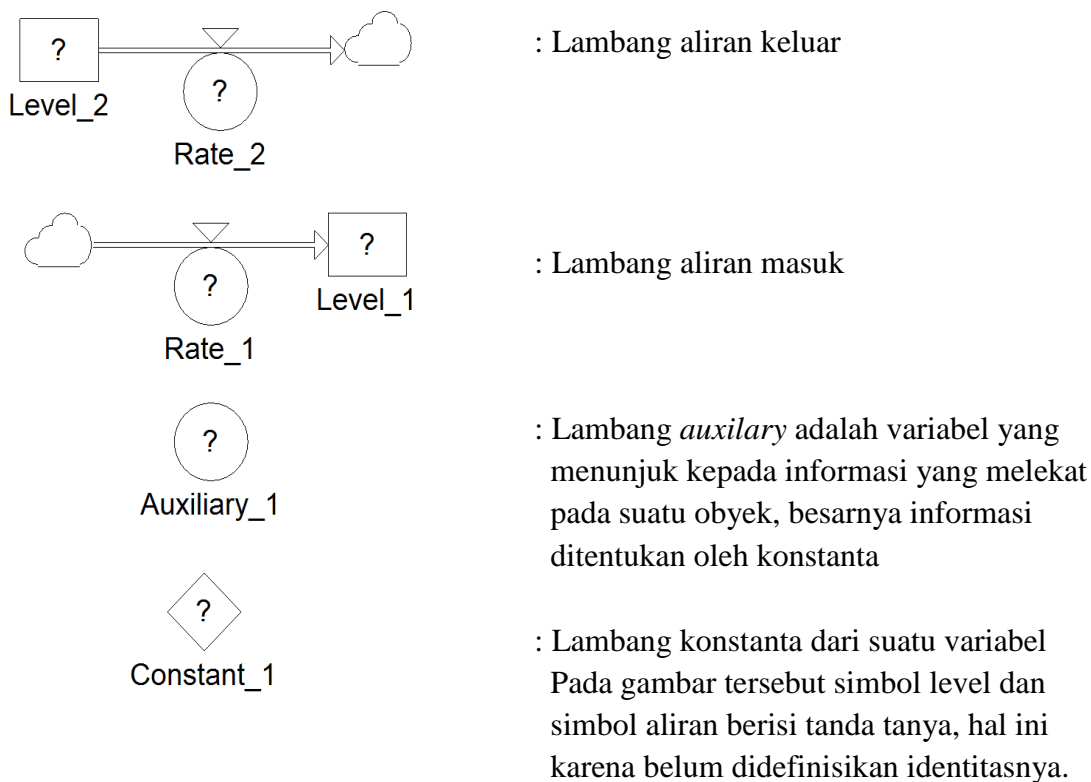 ?
: Lambang aliran keluar
Level_2
?
Rate_2
?
: Lambang aliran masuk
Level_1
?
Rate_1
?
Auxiliary_1
: Lambang auxilary adalah variabel yang
menunjuk kepada informasi yang melekat
pada suatu obyek, besarnya informasi
ditentukan oleh konstanta
?
Constant_1
: Lambang konstanta dari suatu variabel
Pada gambar tersebut simbol level dan
simbol aliran berisi tanda tanya, hal ini
karena belum didefinisikan identitasnya.